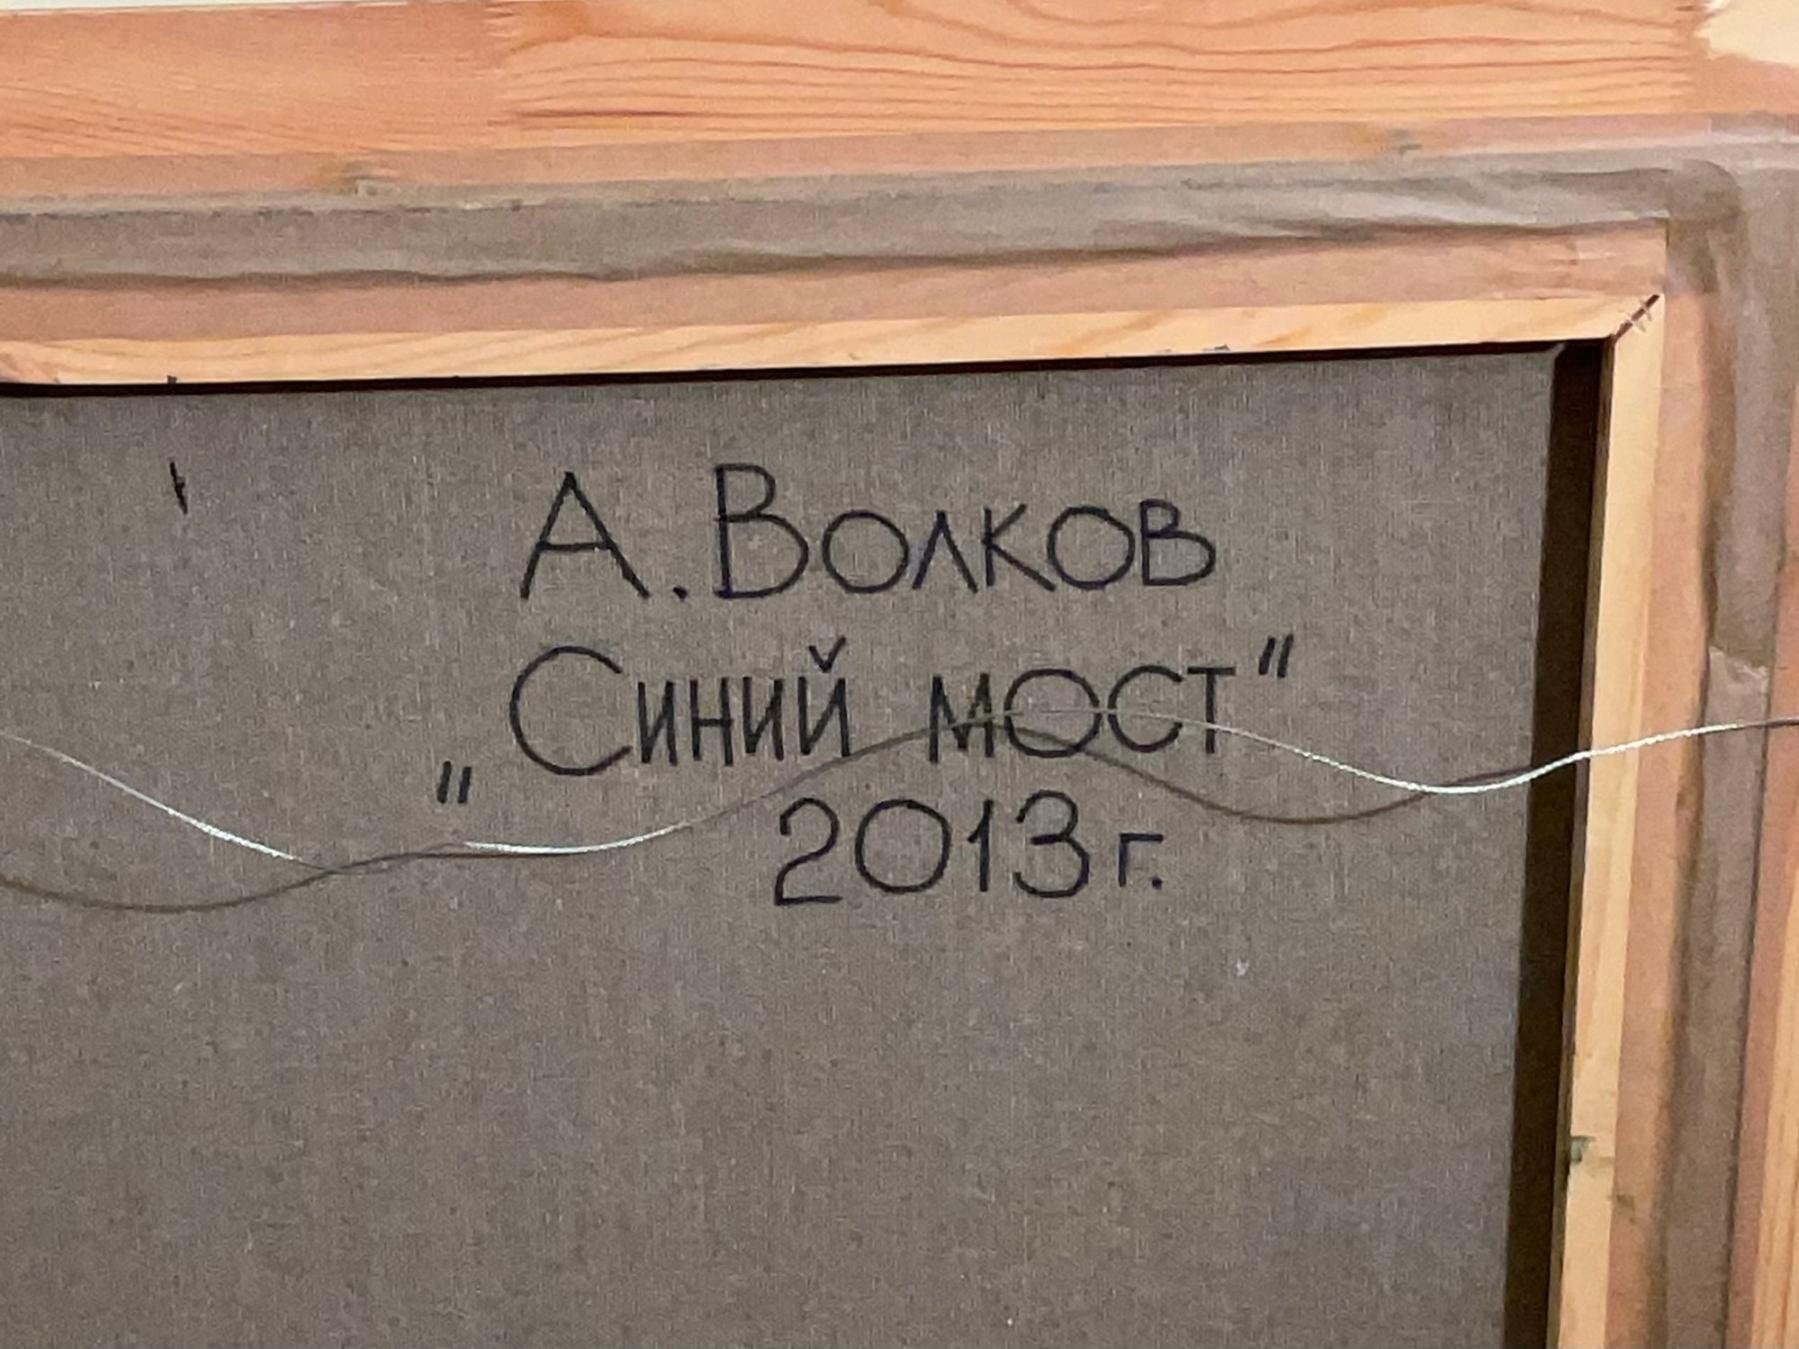 А. Волков
„Синий мост"
2013 г.